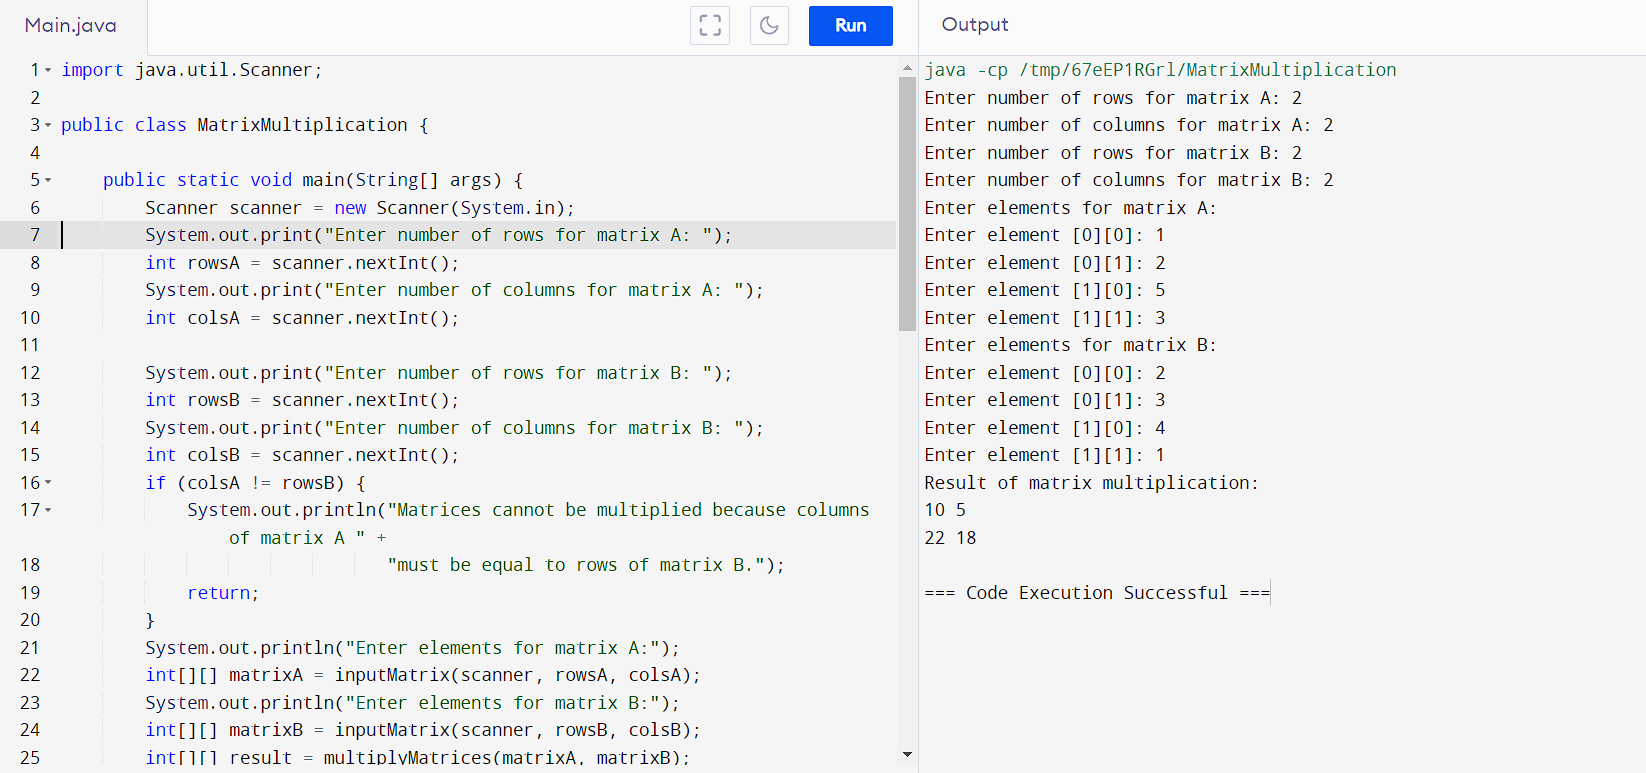 Main.java
Run
Output
1 import java.util.Scanner;
2
3 public class MatrixMultiplication {
4
5 public static void main(String[] args) {
6 Scanner scanner = new Scanner(System.in);
7 System.out.print("Enter number of rows for matrix A: ");
8 int rowsA = scanner.nextInt();
9 System.out.print("Enter number of columns for matrix A: ");
10 int colsA = scanner.nextInt();
11
12 System.out.print("Enter number of rows for matrix B: ");
13 int rowsB = scanner.nextInt();
14 System.out.print("Enter number of columns for matrix B: ");
15 int colsB = scanner.nextInt();
16 if (colsA != rowsB) {
17 System.out.println("Matrices cannot be multiplied because columns
of matrix A " +
18 "must be equal to rows of matrix B.");
19 return;
20 }
21 System.out.println("Enter elements for matrix A:");
22 int[][] matrixA = inputMatrix(scanner, rowsA, colsA);
23 System.out.println("Enter elements for matrix B:");
24 int[][] matrixB = inputMatrix(scanner, rowsB, colsB);
25 int[][] result = multiplyMatrices(matrixA, matrixB);
java -cp /tmp/67eEP1RGrl/MatrixMultiplication
Enter number of rows for matrix A: 2
Enter number of columns for matrix A: 2
Enter number of rows for matrix B: 2
Enter number of columns for matrix B: 2
Enter elements for matrix A:
Enter element [0][0]: 1
Enter element [0][1]: 2
Enter element [1][0]: 5
Enter element [1][1]: 3
Enter elements for matrix B:
Enter element [0][0]: 2
Enter element [0][1]: 3
Enter element [1][0]: 4
Enter element [1][1]: 1
Result of matrix multiplication:
10 5
22 18
=== Code Execution Successful ===